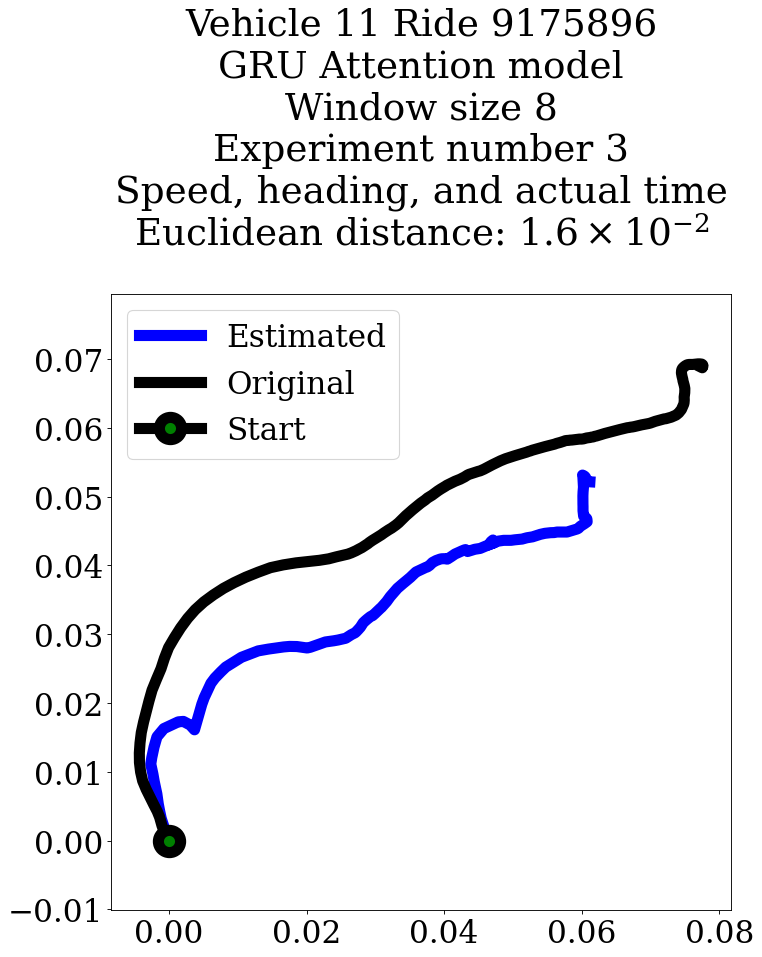 Vehicle 11 Ride 9175896
GRU Attention model
Window size 8
Experiment number 3
Speed, heading, and actual time
Euclidean distance: 1.6 × 10⁻²
Estimated
Original
Start
0.07
0.06
0.05
0.04
0.03
0.02
0.01
0.00
−0.01
0.00 0.02 0.04 0.06 0.08